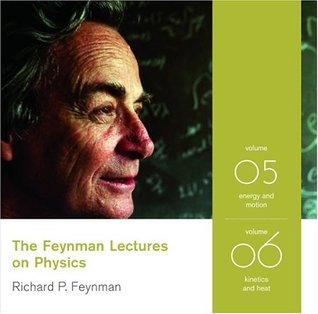 volume
05
energy and
motion
volume
06
kinetics
and heat
The Feynman Lectures
on Physics
Richard P. Feynman